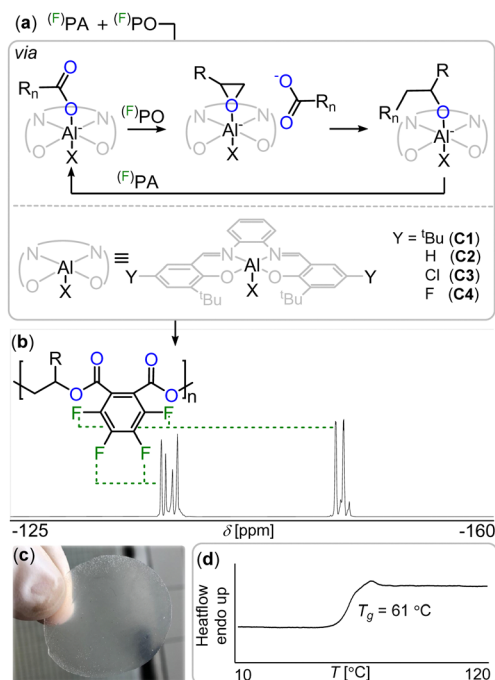 (a) (F)PA + (F)PO
via
R
O
O
Rn
O
-O
O
Rn
R
O
Rn
N N
Al-
O O
X
(F)PO
N N
Al-
O O
X
N N
Al-
O O
X
(F)PA
N N
Al
O O
X
≡
N N
Y O Al O Y
tBu X tBu
Y = tBu (C1)
H (C2)
Cl (C3)
F (C4)
(b)
R O O
O O n
F F
F F
-125 δ [ppm] -160
(c)
(d)
Heatflow
endo up
Tg = 61 °C
10 T [°C] 120